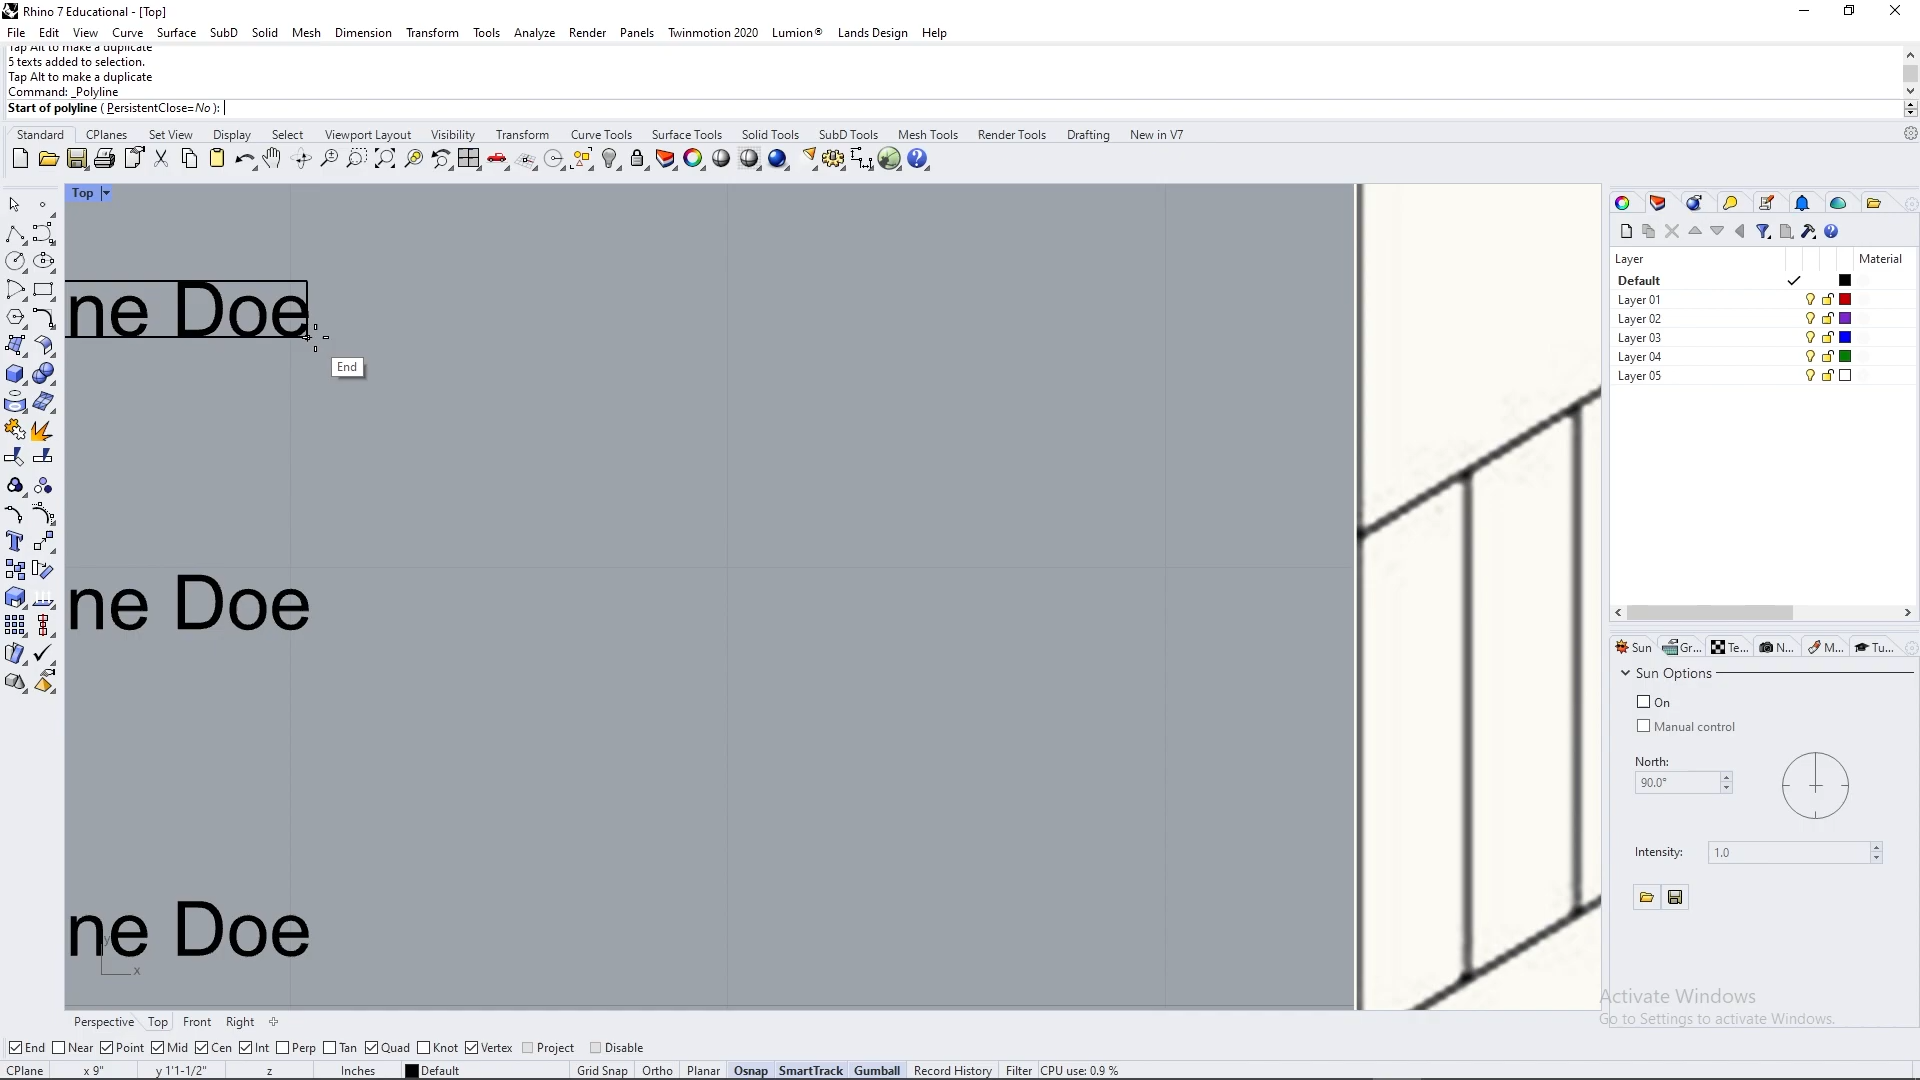 Rhino 7 Educational - [Top]
File Edit View Curve Surface SubD Solid Mesh Dimension Transform Tools Analyze Render Panels Twinmotion 2020 Lumion® Lands Design Help
Tap Alt to make a duplicate
5 texts added to selection.
Tap Alt to make a duplicate
Command: _Polyline
Start of polyline ( PersistentClose=No ):
Standard CPlanes Set View Display Select Viewport Layout Visibility Transform Curve Tools Surface Tools Solid Tools SubD Tools Mesh Tools Render Tools Drafting New in V7
Top
ne Doe
End
ne Doe
ne Doe
y
x
Layer Material
Default
Layer 01
Layer 02
Layer 03
Layer 04
Layer 05
Sun Gr... Te... N... M... Tu...
Sun Options
On
Manual control
North:
90.0°
Intensity: 1.0
Activate Windows
Go to Settings to activate Windows.
Perspective Top Front Right
End Near Point Mid Cen Int Perp Tan Quad Knot Vertex Project Disable
CPlane x 9" y 1'1-1/2" z Inches Default Grid Snap Ortho Planar Osnap SmartTrack Gumball Record History Filter CPU use: 0.9 %